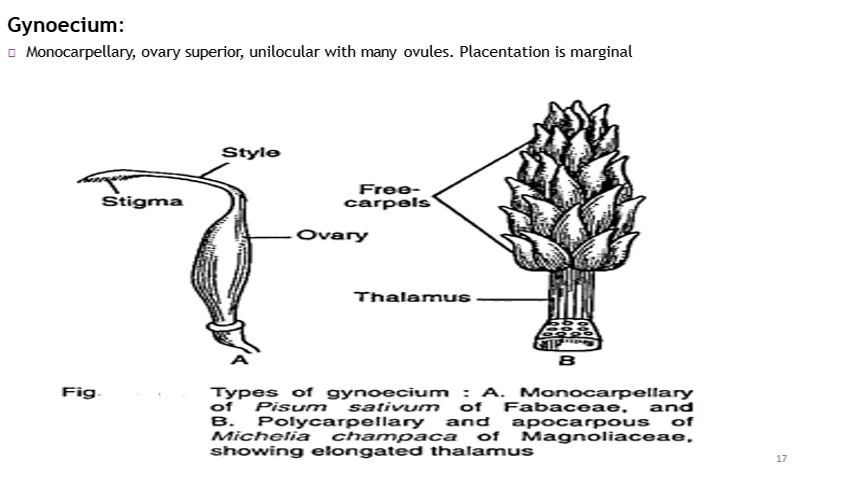 Gynoecium:
Monocarpellary, ovary superior, unilocular with many ovules. Placentation is marginal
Style
Stigma
Ovary
Free-
carpels
Thalamus
A
B
Fig.
Types of gynoecium : A. Monocarpellary
of Pisum sativum of Fabaceae, and
B. Polycarpellary and apocarpous of
Michelia champaca of Magnoliaceae,
showing elongated thalamus
17